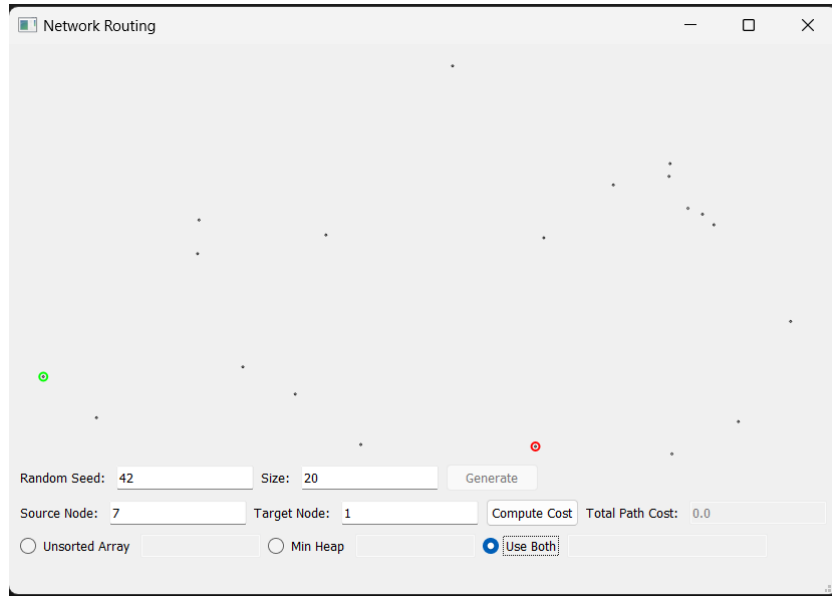 Network Routing
Random Seed: 42 Size: 20 Generate
Source Node: 7 Target Node: 1 Compute Cost Total Path Cost: 0.0
Unsorted Array Min Heap Use Both